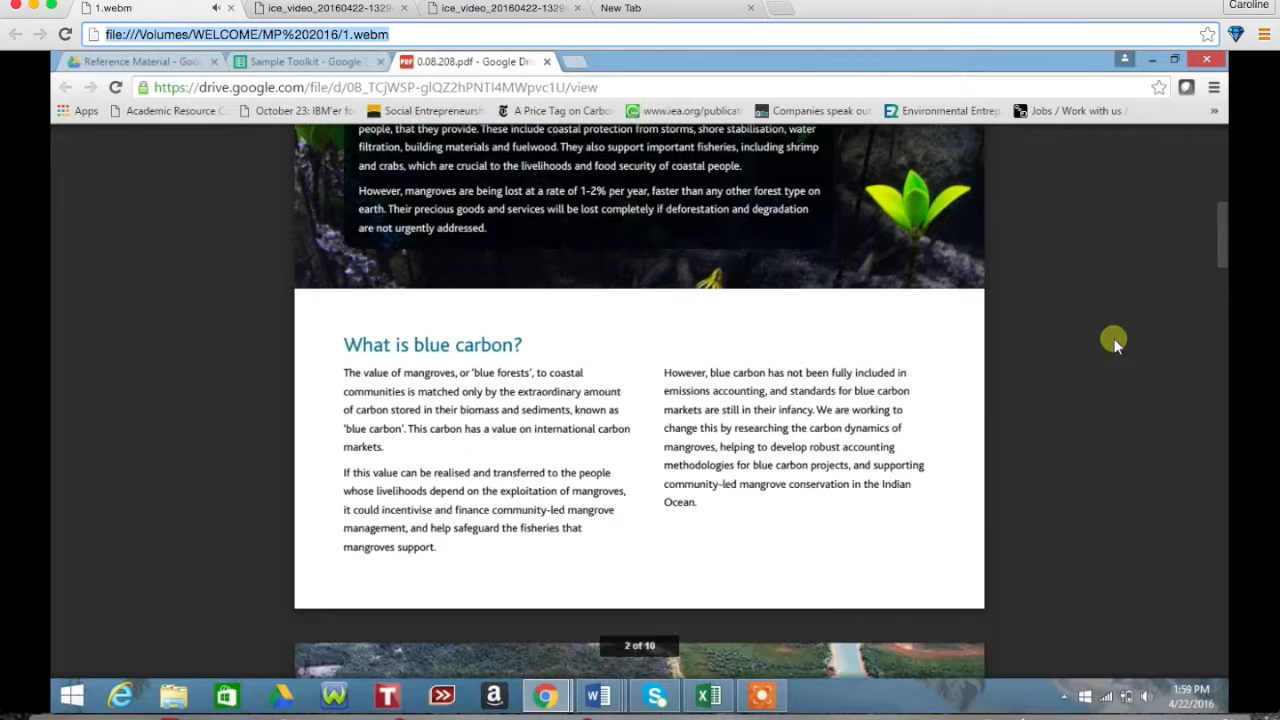 Caroline
1.webm
ice_video_20160422-1329
ice_video_20160422-1329
New Tab
file:///Volumes/WELCOME/MP%202016/1.webm
Reference Material - Goog
Sample Toolkit - Google S
0.08.208.pdf - Google Dri
https://drive.google.com/file/d/08_TCjWSP-glQZ2hPNTI4MWpvc1U/view
Apps
Academic Resource C
October 23: IBM'er fo
Social Entrepreneurs
A Price Tag on Carbo
www.iea.org/publicat
Companies speak out
Environmental Entrep
Jobs / Work with us /
»
people, that they provide. These include coastal protection from storms, shore stabilisation, water
filtration, building materials and fuelwood. They also support important fisheries, including shrimp
and crabs, which are crucial to the livelihoods and food security of coastal people.
However, mangroves are being lost at a rate of 1-2% per year, faster than any other forest type on
earth. Their precious goods and services will be lost completely if deforestation and degradation
are not urgently addressed.
What is blue carbon?
The value of mangroves, or 'blue forests', to coastal
communities is matched only by the extraordinary amount
of carbon stored in their biomass and sediments, known as
'blue carbon'. This carbon has a value on international carbon
markets.
If this value can be realised and transferred to the people
whose livelihoods depend on the exploitation of mangroves,
it could incentivise and finance community-led mangrove
management, and help safeguard the fisheries that
mangroves support.
However, blue carbon has not been fully included in
emissions accounting, and standards for blue carbon
markets are still in their infancy. We are working to
change this by researching the carbon dynamics of
mangroves, helping to develop robust accounting
methodologies for blue carbon projects, and supporting
community-led mangrove conservation in the Indian
Ocean.
2 of 10
1:59 PM
4/22/2016